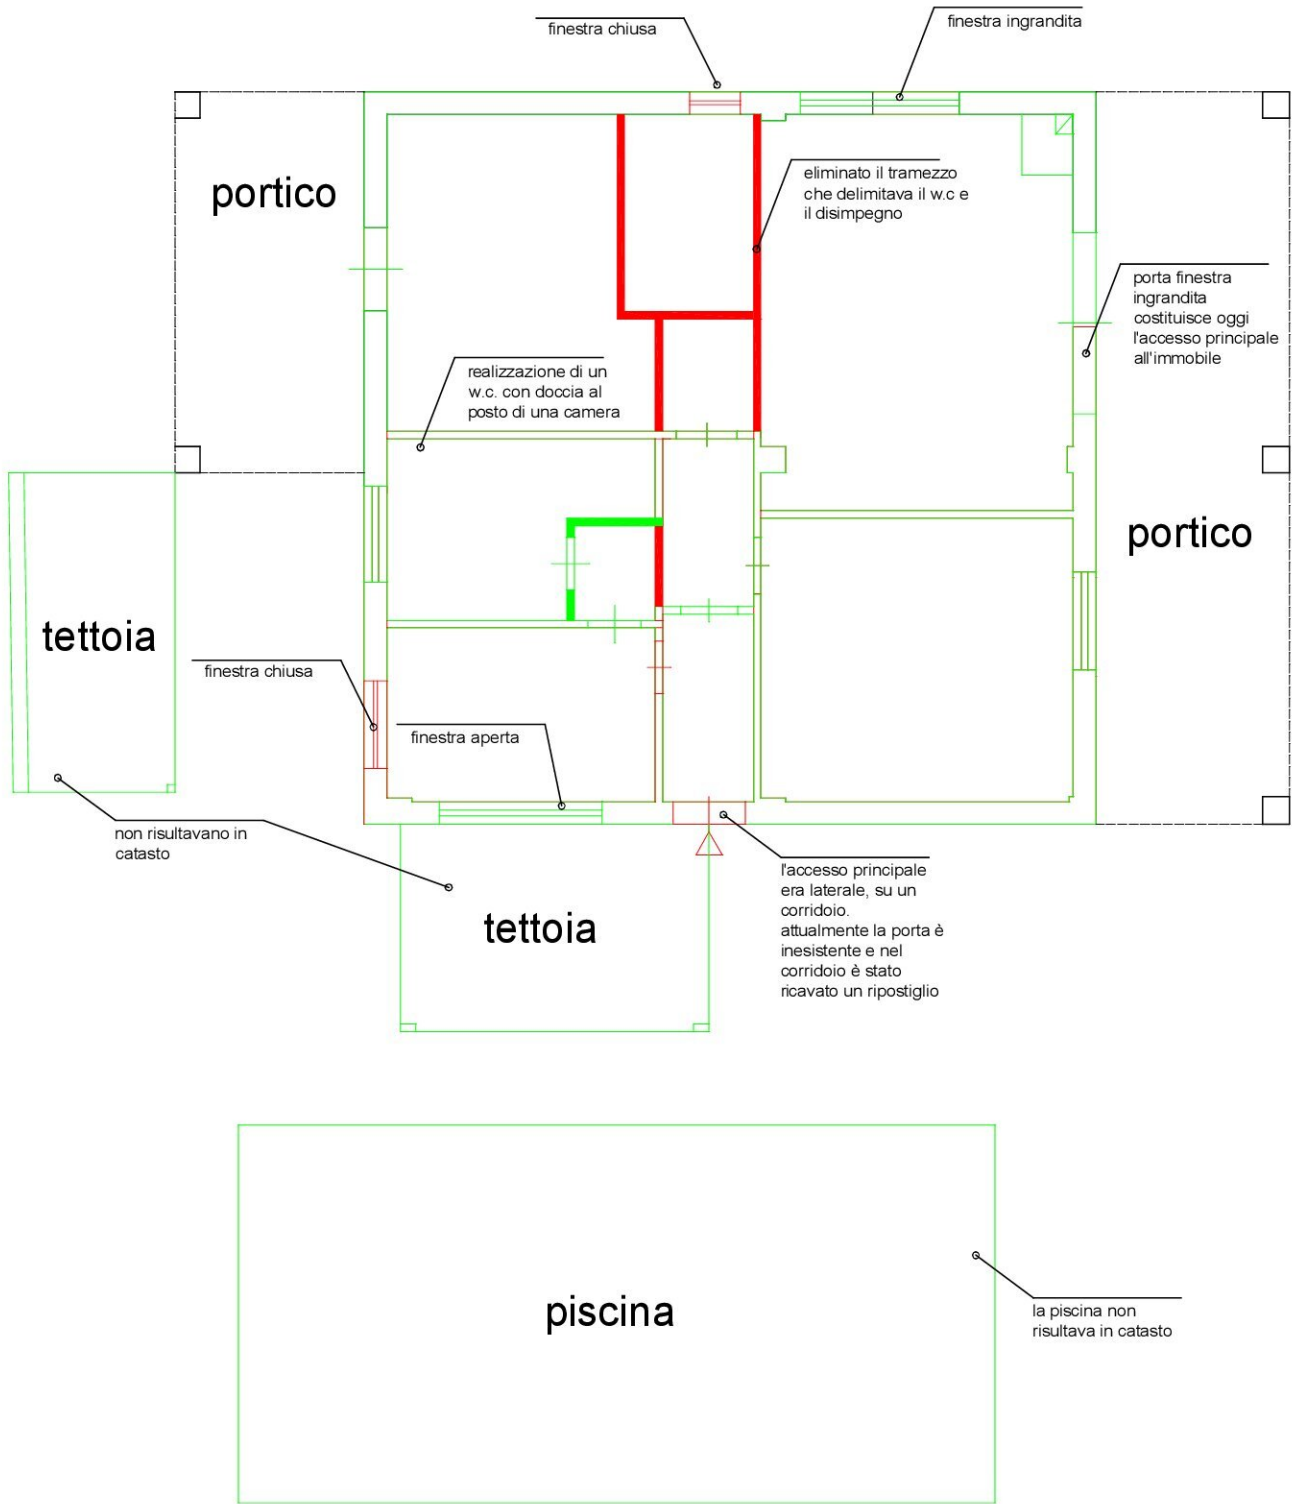 finestra chiusa
finestra ingrandita
portico
eliminato il tramezzo
che delimitava il w.c e
il disimpegno
porta finestra
ingrandita
costituisce oggi
l'accesso principale
all'immobile
realizzazione di un
w.c. con doccia al
posto di una camera
portico
tettoia
finestra chiusa
finestra aperta
non risultavano in
catasto
l'accesso principale
era laterale, su un
corridoio.
attualmente la porta è
inesistente e nel
corridoio è stato
ricavato un ripostiglio
tettoia
piscina
la piscina non
risultava in catasto